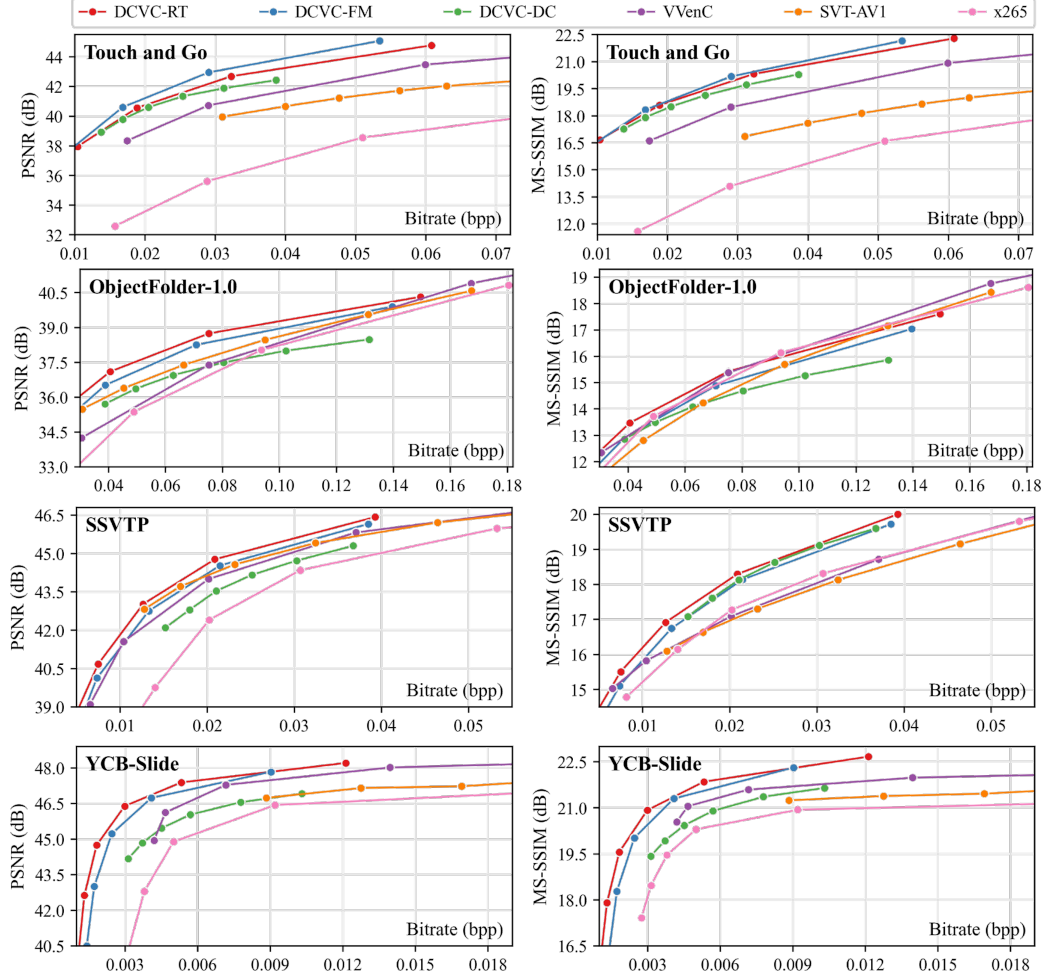 DCVC-RT DCVC-FM DCVC-DC VVenC SVT-AV1 x265
Touch and Go
PSNR (dB)
44
42
40
38
36
34
32
Bitrate (bpp)
0.01 0.02 0.03 0.04 0.05 0.06 0.07
Touch and Go
MS-SSIM (dB)
22.5
21.0
19.5
18.0
16.5
15.0
13.5
12.0
Bitrate (bpp)
0.01 0.02 0.03 0.04 0.05 0.06 0.07
ObjectFolder-1.0
PSNR (dB)
40.5
39.0
37.5
36.0
34.5
33.0
Bitrate (bpp)
0.04 0.06 0.08 0.10 0.12 0.14 0.16 0.18
ObjectFolder-1.0
MS-SSIM (dB)
19
18
17
16
15
14
13
12
Bitrate (bpp)
0.04 0.06 0.08 0.10 0.12 0.14 0.16 0.18
SSVTP
PSNR (dB)
46.5
45.0
43.5
42.0
40.5
39.0
Bitrate (bpp)
0.01 0.02 0.03 0.04 0.05
SSVTP
MS-SSIM (dB)
20
19
18
17
16
15
Bitrate (bpp)
0.01 0.02 0.03 0.04 0.05
YCB-Slide
PSNR (dB)
48.0
46.5
45.0
43.5
42.0
40.5
Bitrate (bpp)
0.003 0.006 0.009 0.012 0.015 0.018
YCB-Slide
MS-SSIM (dB)
22.5
21.0
19.5
18.0
16.5
Bitrate (bpp)
0.003 0.006 0.009 0.012 0.015 0.018